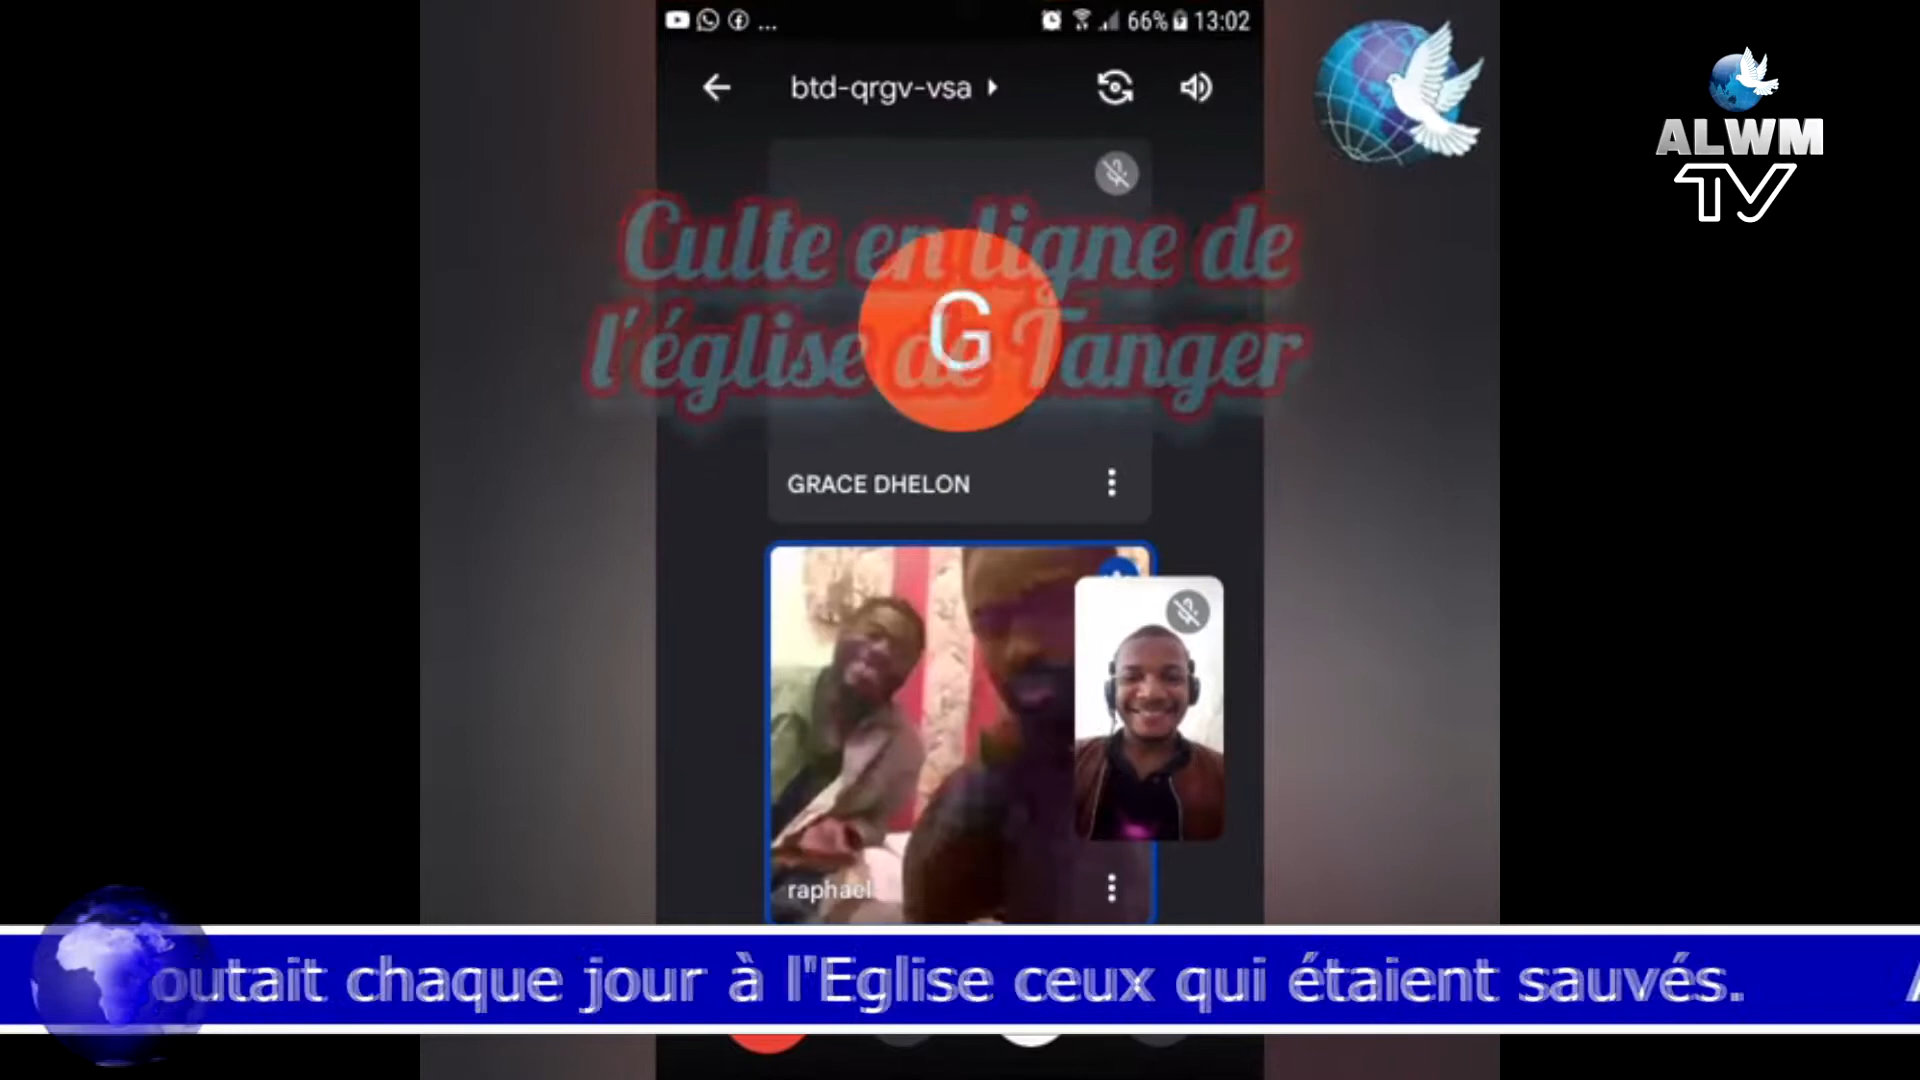 ... 66% 13:02
btd-qrgv-vsa
ALWM
TV
Culte en ligne de
l'église de Tanger
G
GRACE DHELON
raphael
outait chaque jour à l'Eglise ceux qui étaient sauvés.